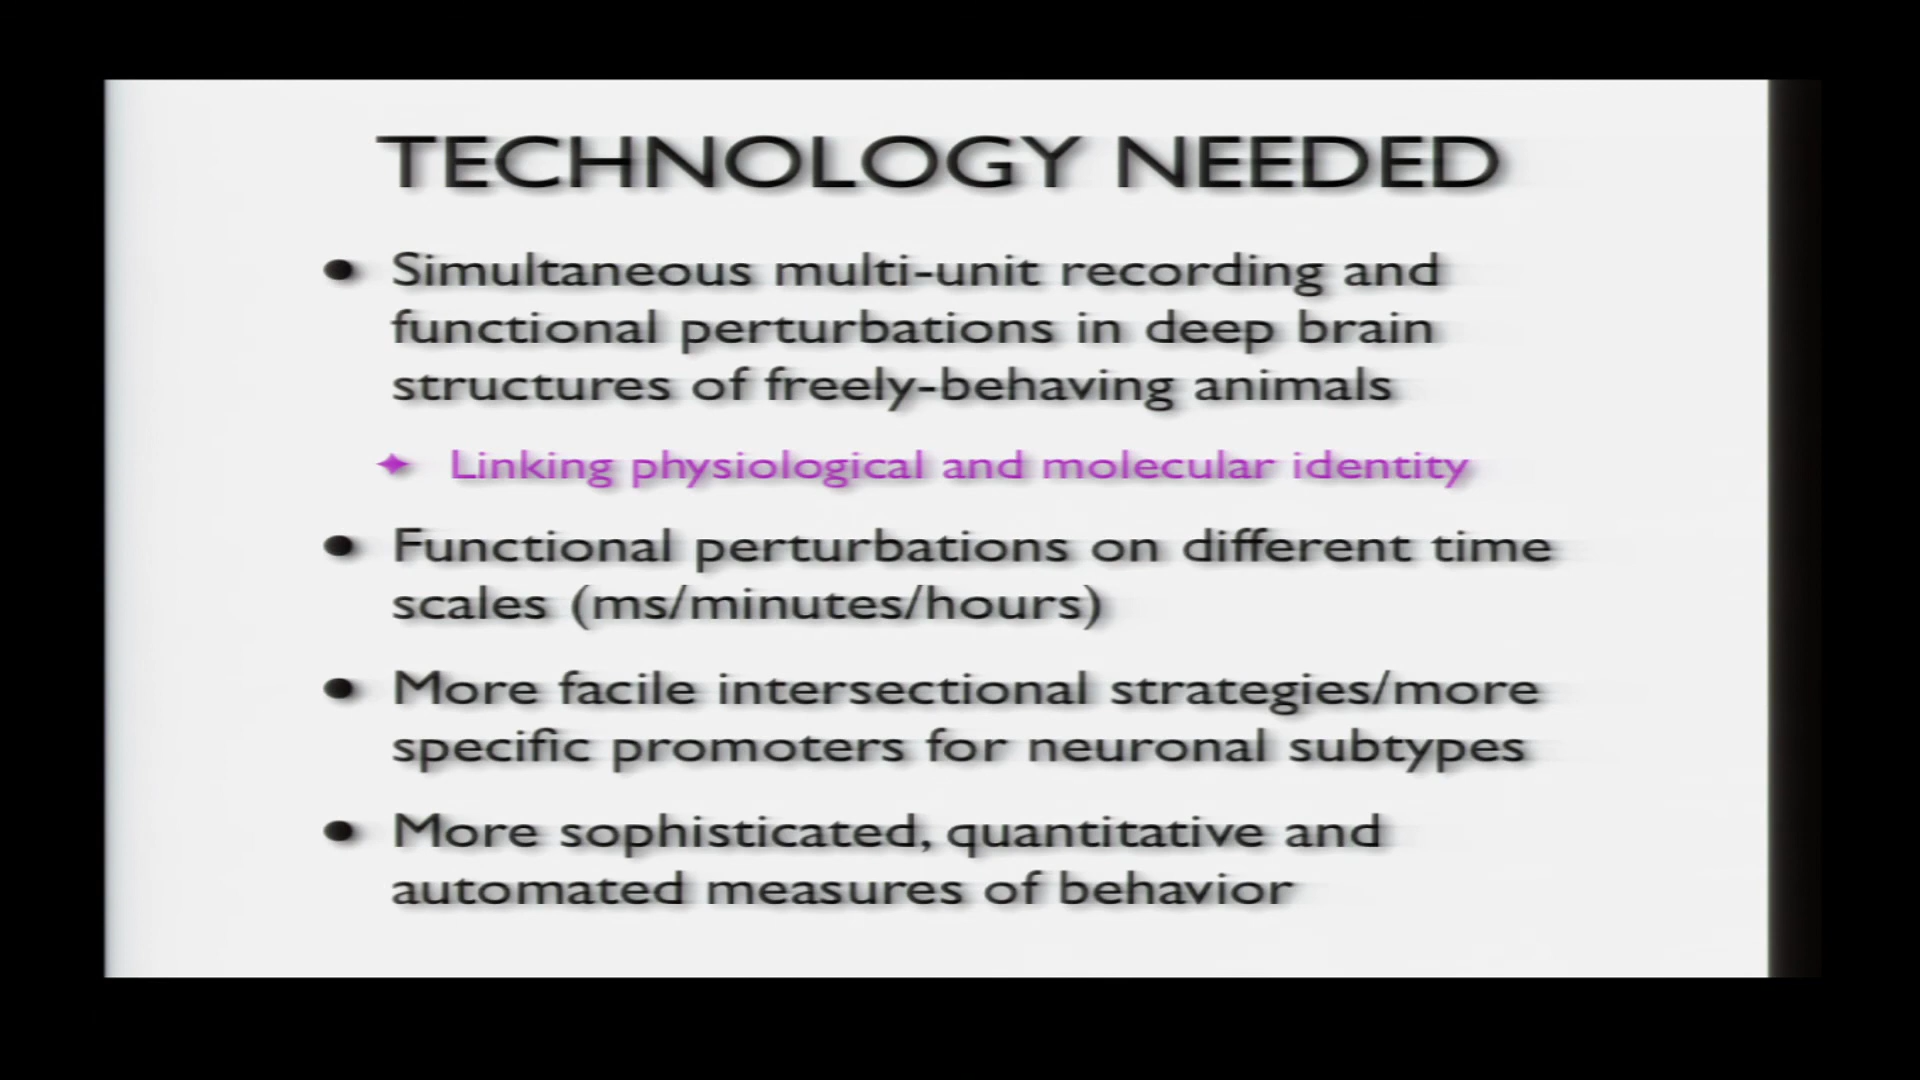 TECHNOLOGY NEEDED
• Simultaneous multi-unit recording and
functional perturbations in deep brain
structures of freely-behaving animals
✦ Linking physiological and molecular identity
• Functional perturbations on different time
scales (ms/minutes/hours)
• More facile intersectional strategies/more
specific promoters for neuronal subtypes
• More sophisticated, quantitative and
automated measures of behavior